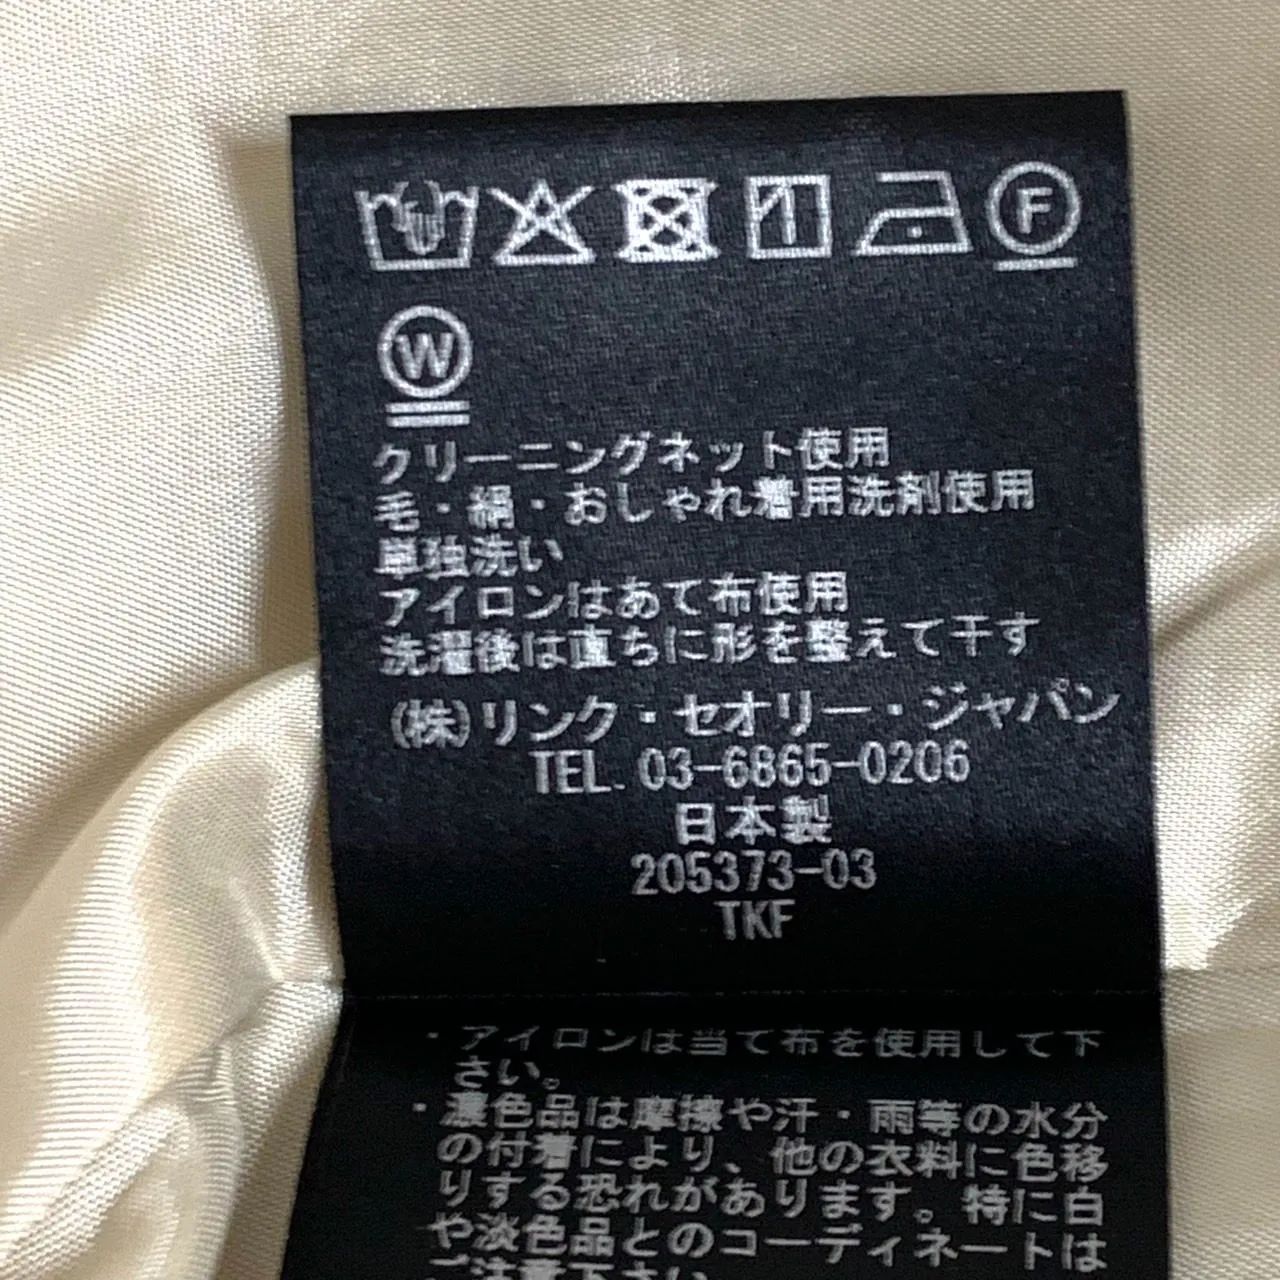 F
W
クリーニングネット使用
毛・絹・おしゃれ着用洗剤使用
単独洗い
アイロンはあて布使用
洗濯後は直ちに形を整えて干す
(株)リンク・セオリー・ジャパン
TEL. 03-6865-0206
日本製
205373-03
TKF
・アイロンは当て布を使用して下
さい。
・濃色品は摩擦や汗・雨等の水分
の付着により、他の衣料に色移
りする恐れがあります。特に白
や淡色品とのコーディネートは
ご注意下さい